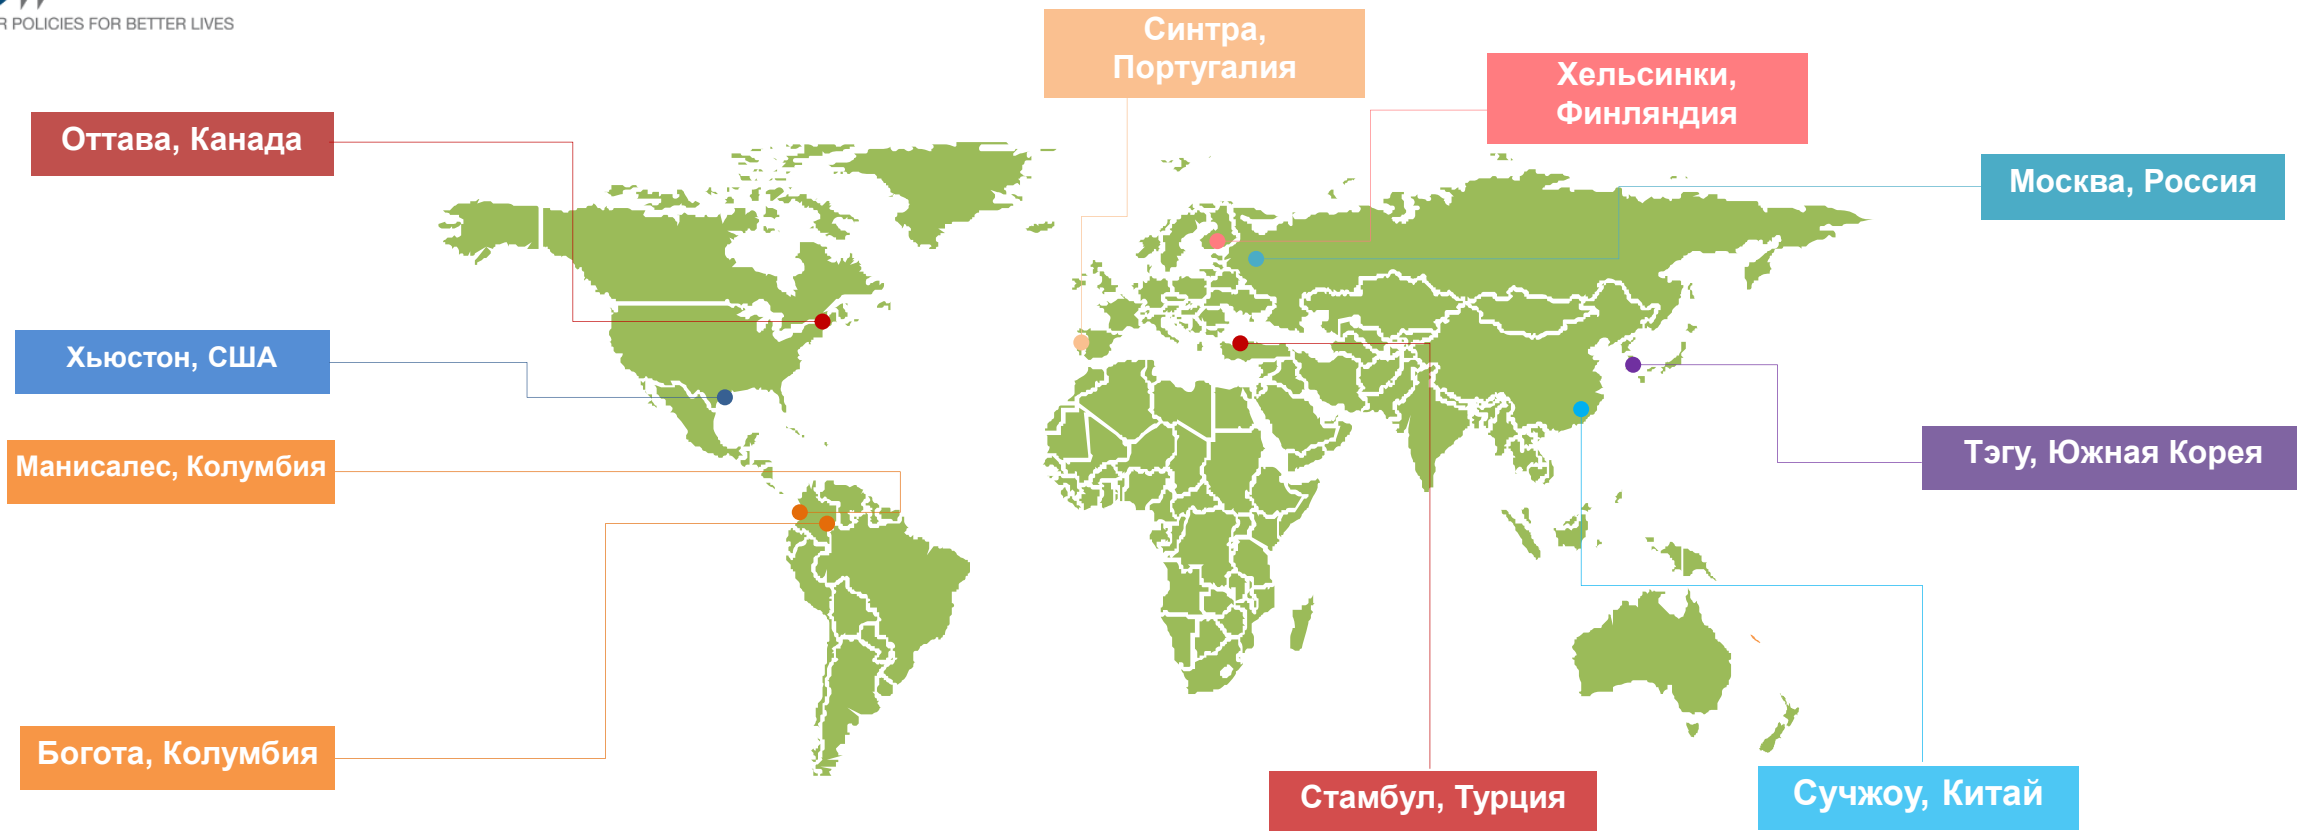 R POLICIES FOR BETTER LIVES
Синтра,
Португалия
Хельсинки,
Финляндия
Оттава, Канада
Москва, Россия
Хьюстон, США
Манисалес, Колумбия
Тэгу, Южная Корея
Богота, Колумбия
Стамбул, Турция
Сучжоу, Китай